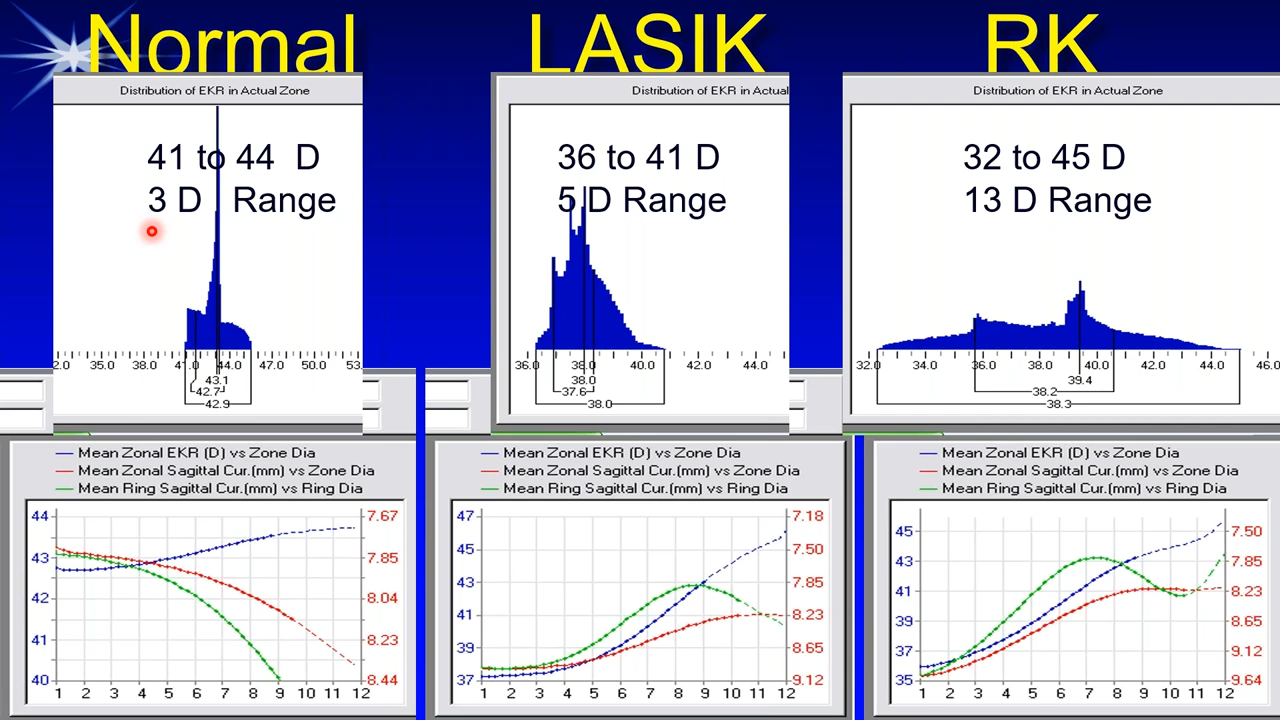 Normal
LASIK
RK
Distribution of EKR in Actual Zone
41 to 44 D
3 D Range
2.0 35.0 38.0 41.0 44.0 47.0 50.0 53.
43.1
42.7
42.9
Distribution of EKR in Actual
36 to 41 D
5 D Range
36.0 38.0 40.0 42.0 44.0
38.0
37.6
38.0
Distribution of EKR in Actual Zone
32 to 45 D
13 D Range
32.0 34.0 36.0 38.0 40.0 42.0 44.0 46.0
39.4
38.2
38.3
Mean Zonal EKR (D) vs Zone Dia
Mean Zonal Sagittal Cur.(mm) vs Zone Dia
Mean Ring Sagittal Cur.(mm) vs Ring Dia
44 7.67
43 7.85
42 8.04
41 8.23
40 8.44
1 2 3 4 5 6 7 8 9 10 11 12
Mean Zonal EKR (D) vs Zone Dia
Mean Zonal Sagittal Cur.(mm) vs Zone Dia
Mean Ring Sagittal Cur.(mm) vs Ring Dia
47 7.18
45 7.50
43 7.85
41 8.23
39 8.65
37 9.12
1 2 3 4 5 6 7 8 9 10 11 12
Mean Zonal EKR (D) vs Zone Dia
Mean Zonal Sagittal Cur.(mm) vs Zone Dia
Mean Ring Sagittal Cur.(mm) vs Ring Dia
45 7.50
43 7.85
41 8.23
39 8.65
37 9.12
35 9.64
1 2 3 4 5 6 7 8 9 10 11 12